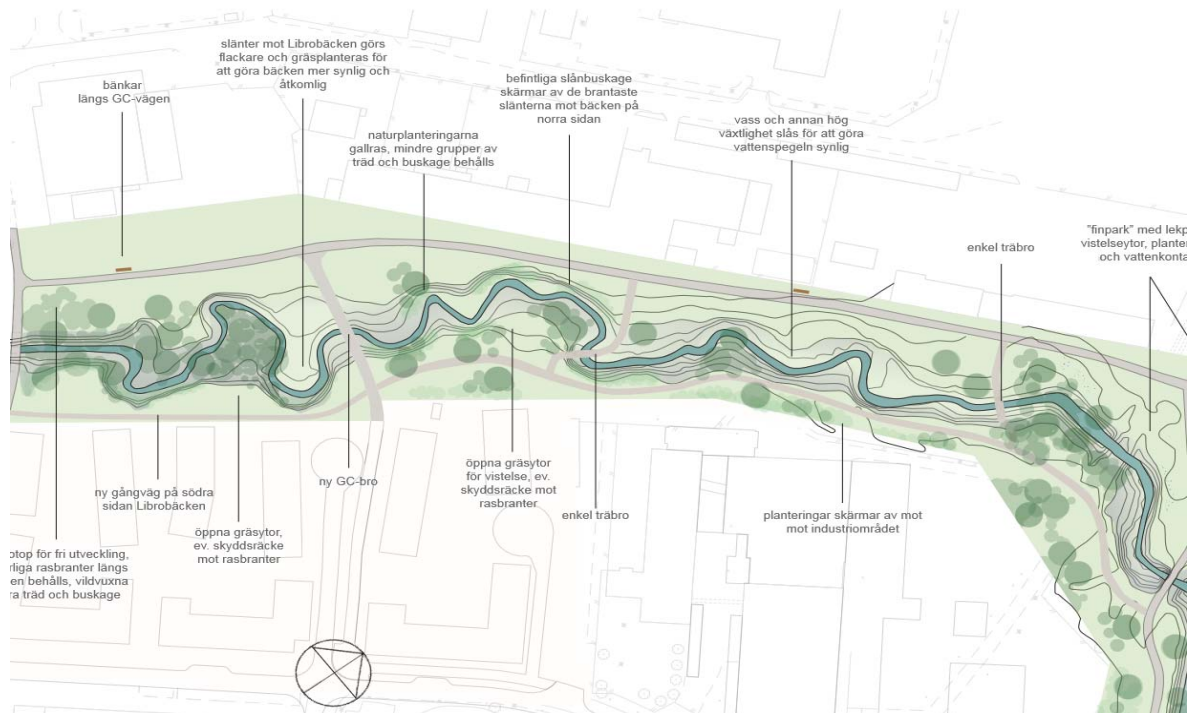 slänter mot Librobäcken görs
flackare och gräsplanteras för
att göra bäcken mer synlig och
åtkomlig
bänkar
längs GC-vägen
befintliga slånbuskage
skärmar av de brantaste
slänterna mot bäcken på
norra sidan
naturplanteringarna
gallras, mindre grupper av
träd och buskage behålls
vass och annan hög
växtlighet slås för att göra
vattenspegeln synlig
enkel träbro
"finpark" med lekp
vistelseytor, planter
och vattenkonta
ny gångväg på södra
sidan Librobäcken
öppna gräsytor,
ev. skyddsräcke
mot rasbranter
ny GC-bro
öppna gräsytor
för vistelse, ev.
skyddsräcke mot
rasbranter
enkel träbro
planteringar skärmar av mot
mot industriområdet
otop för fri utveckling,
rliga rasbranter längs
en behålls, vildvuxna
ra träd och buskage